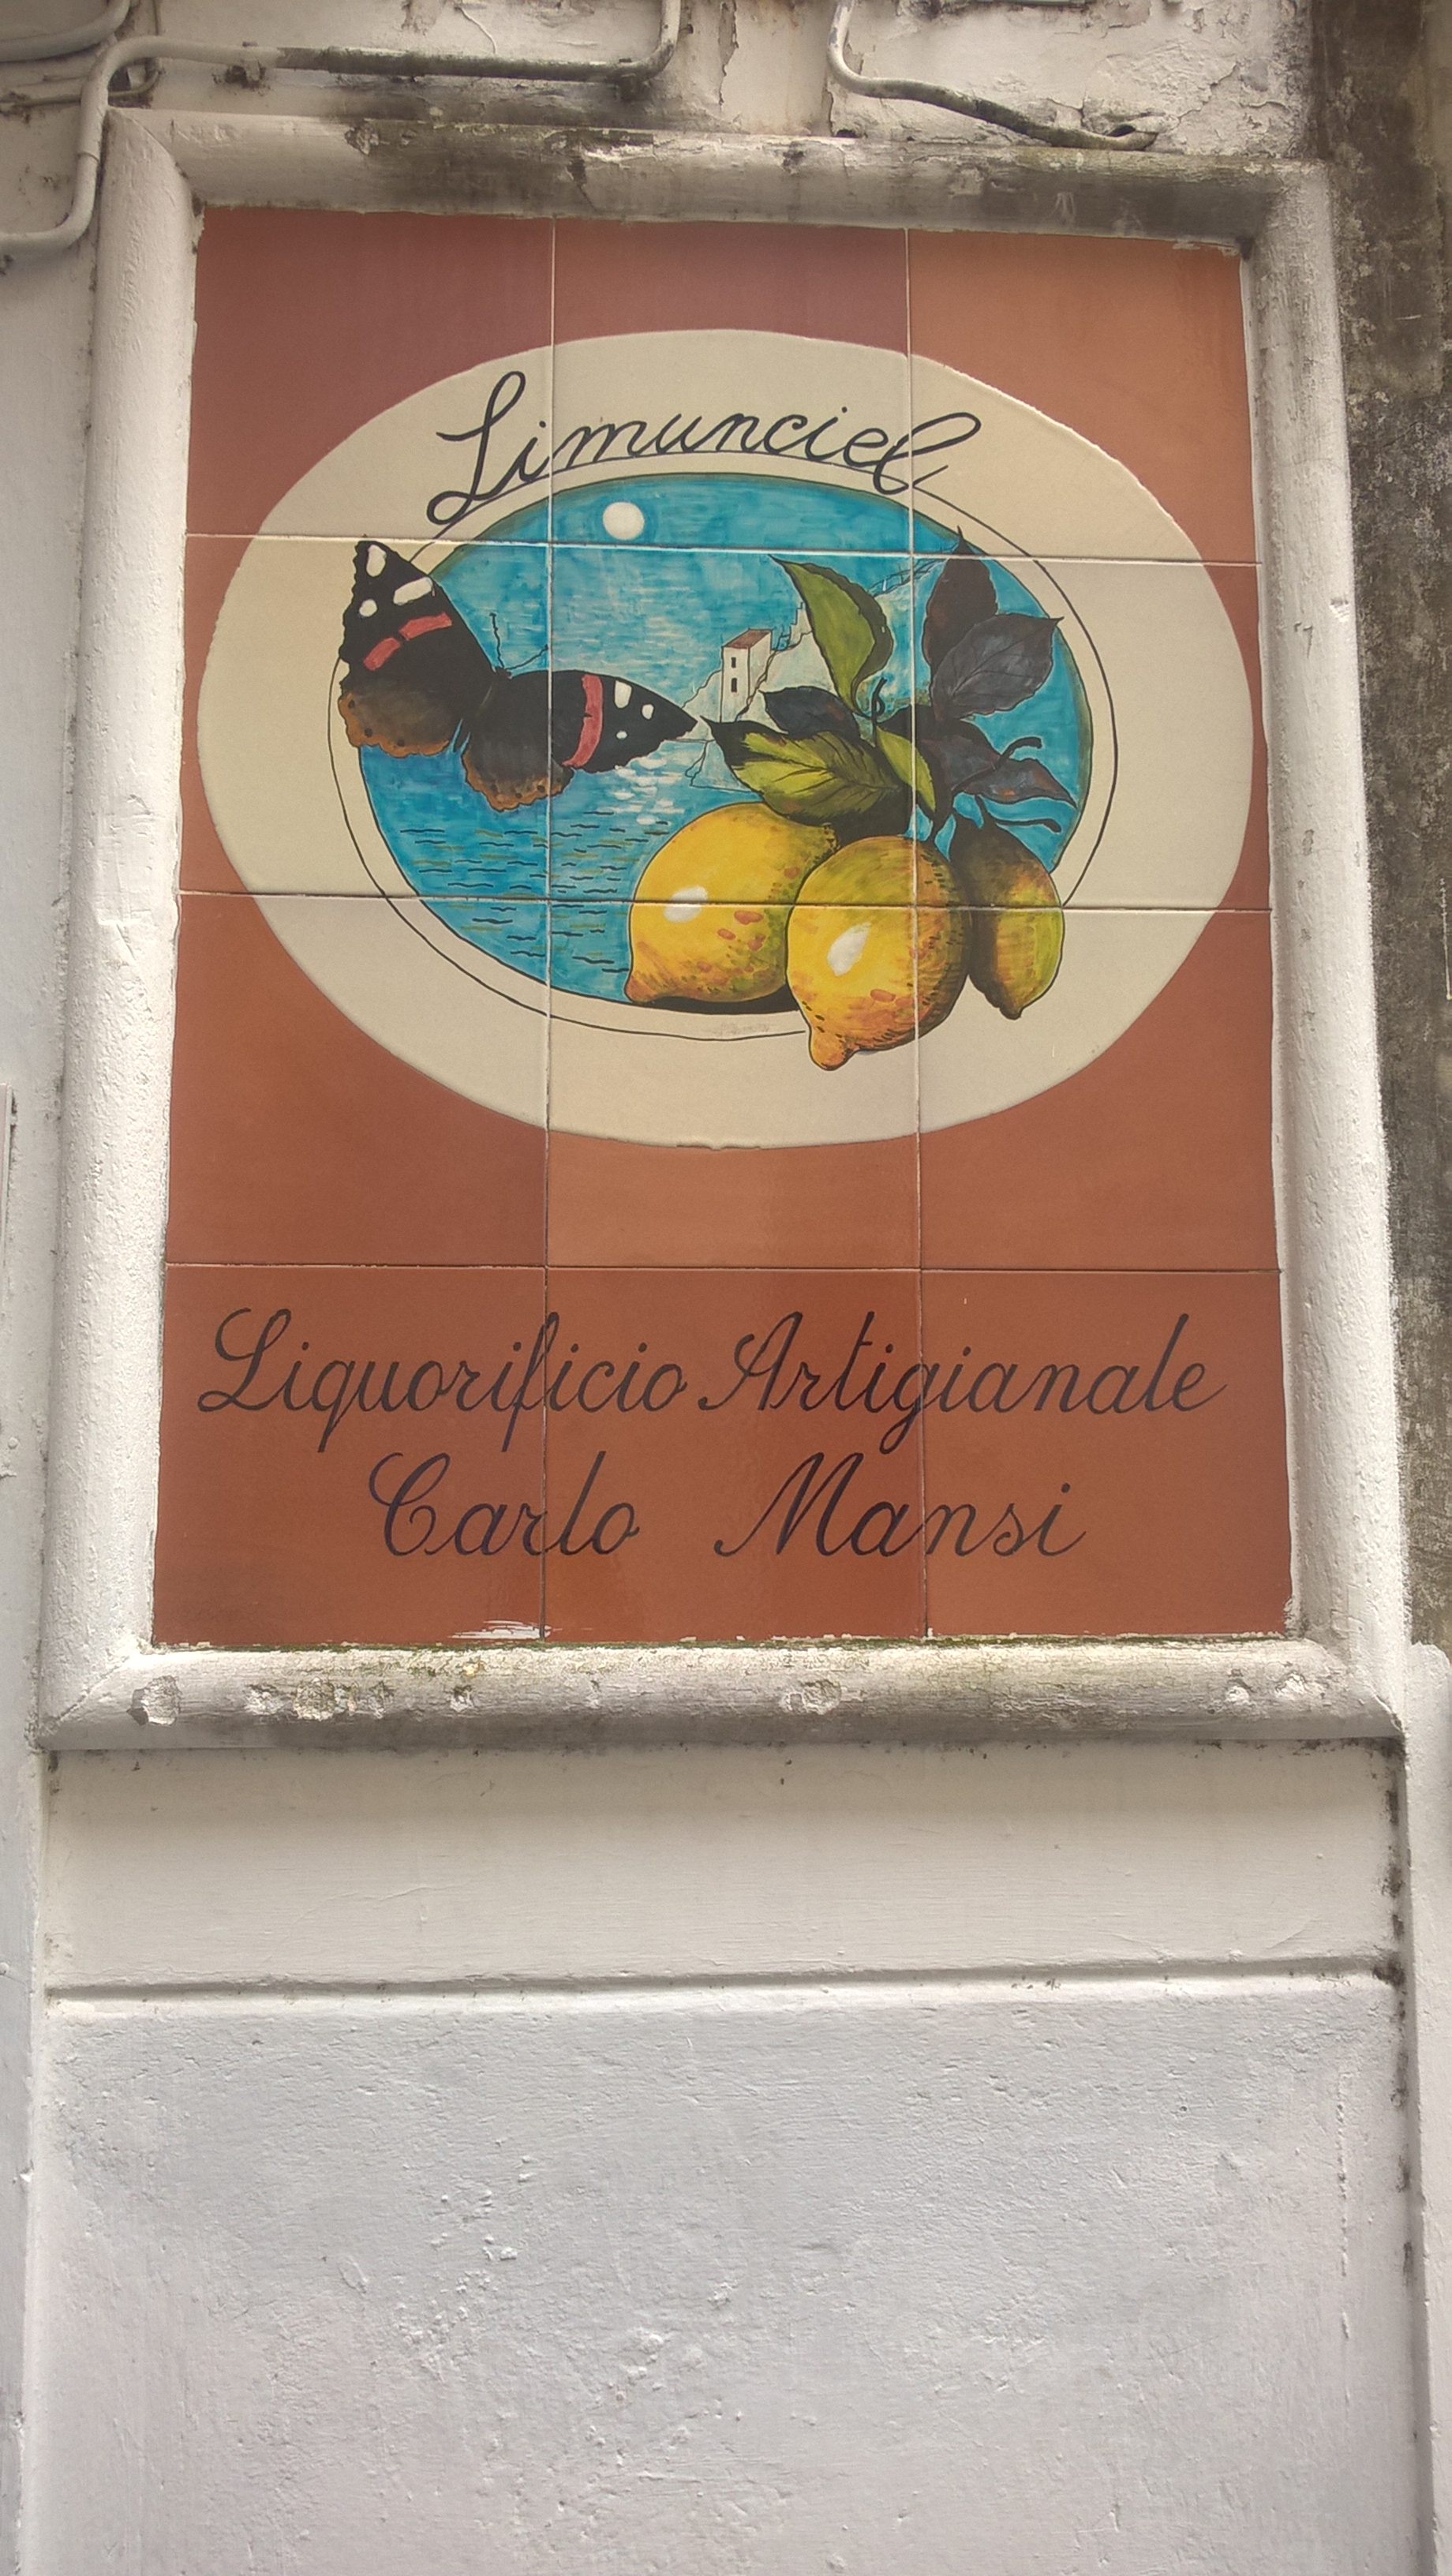 Limunciel
Liquorificio Artigianale
Carlo Mansi